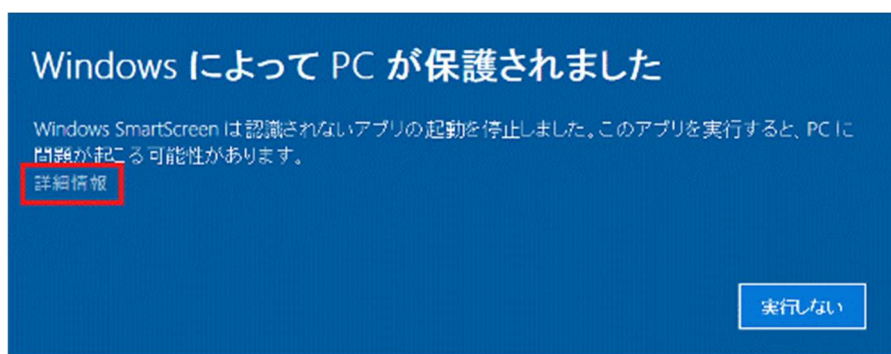 Windows によって PC が保護されました
Windows SmartScreen は認識されないアプリの起動を停止しました。このアプリを実行すると、PC に
問題が起こる可能性があります。
詳細情報
実行しない